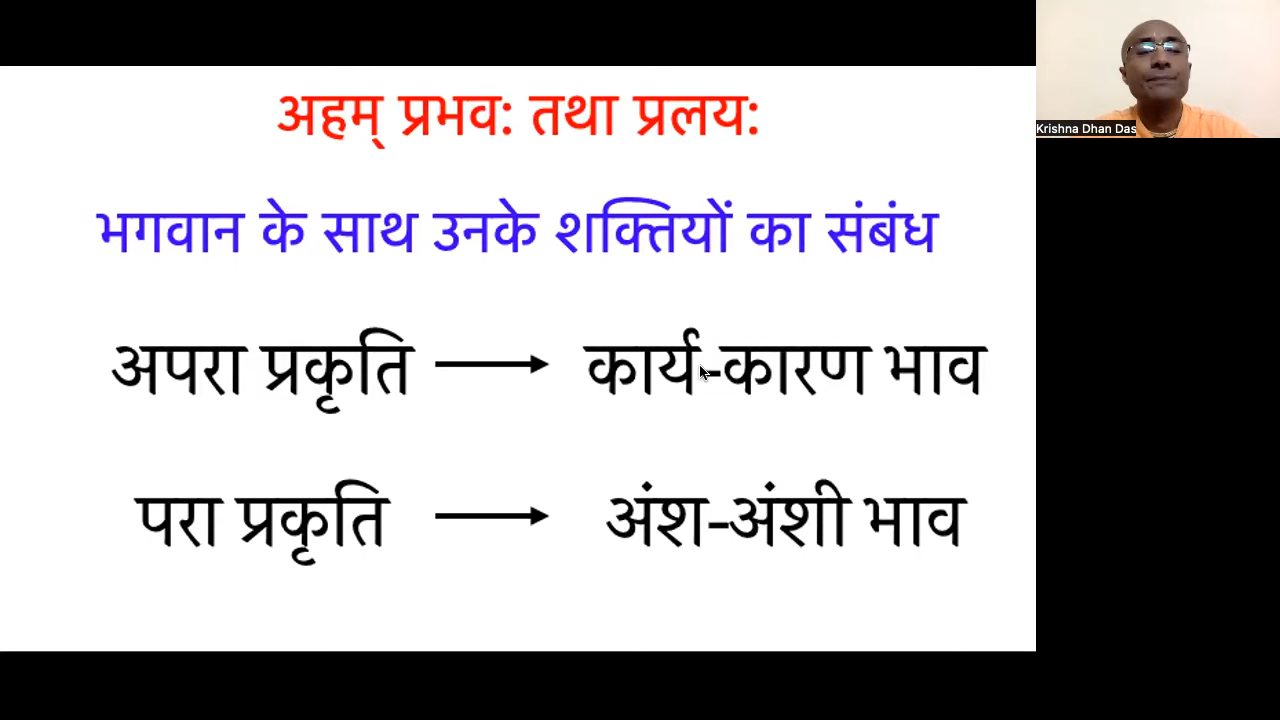 अहम् प्रभव: तथा प्रलय:
भगवान के साथ उनके शक्तियों का संबंध
अपरा प्रकृति → कार्य-कारण भाव
परा प्रकृति → अंश-अंशी भाव
Krishna Dhan Das